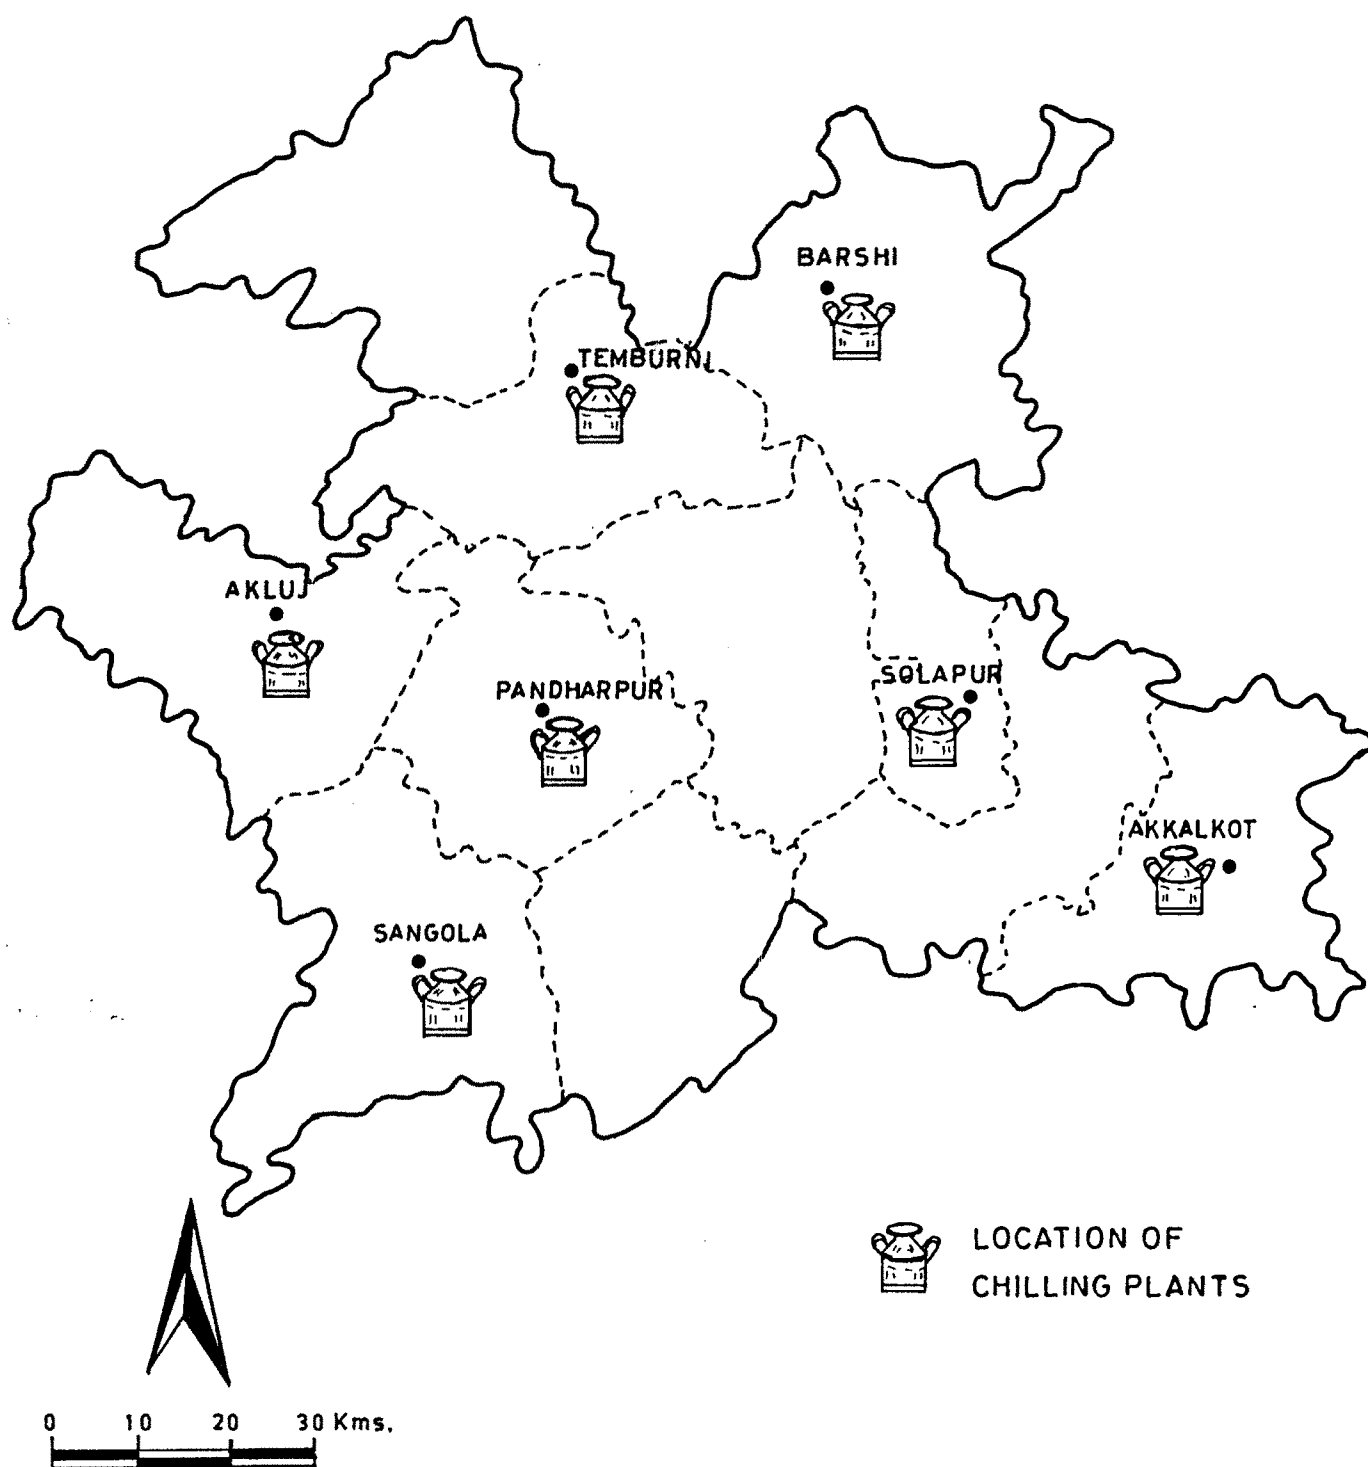 BARSHI
TEMBURNI
AKLUJ
SOLAPUR
PANDHARPUR
AKKALKOT
SANGOLA
LOCATION OF
CHILLING PLANTS
0 10 20 30 Kms.